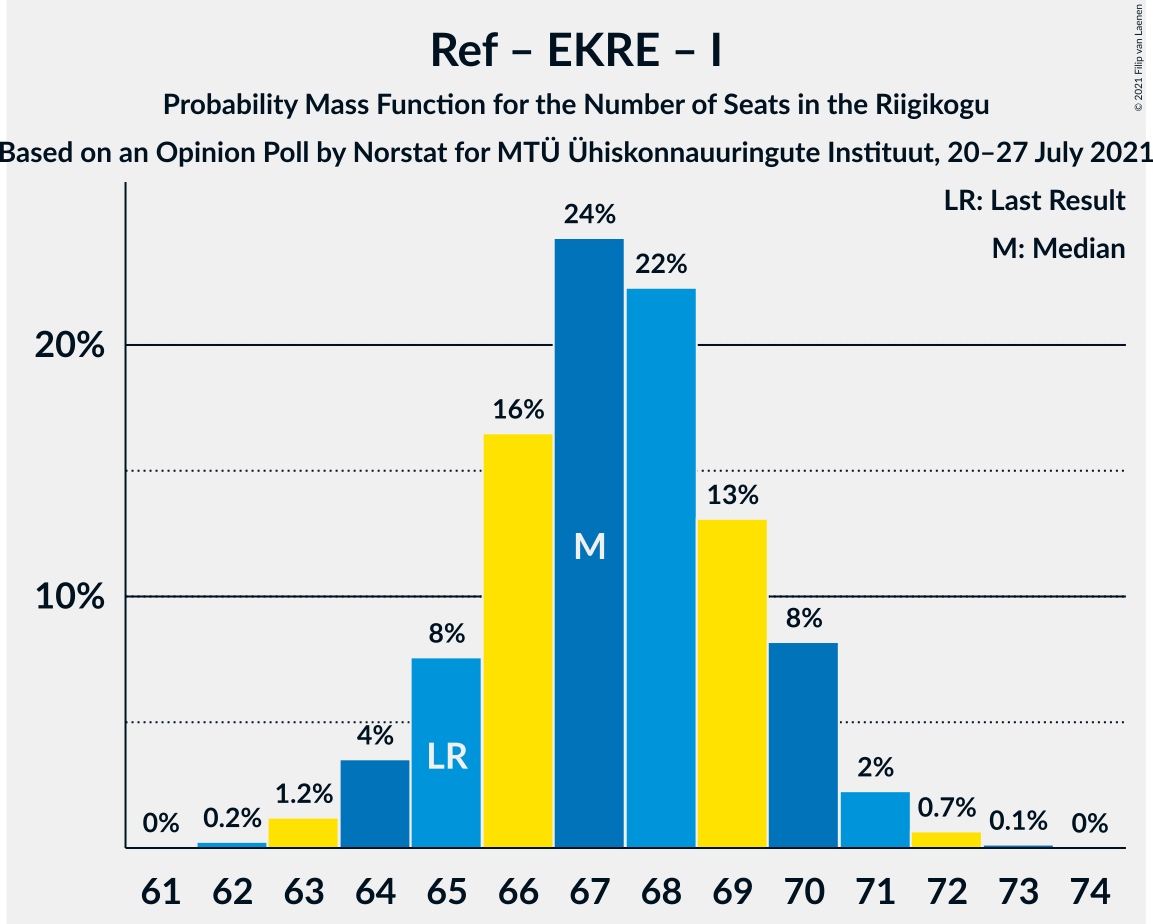 Ref – EKRE – I
Probability Mass Function for the Number of Seats in the Riigikogu
Based on an Opinion Poll by Norstat for MTÜ Ühiskonnauuringute Instituut, 20–27 July 2021
© 2021 Filip van Laenen
LR: Last Result
M: Median
24%
22%
20%
16%
13%
M
10%
8%
8%
4%
LR
2%
1.2%
0.7%
0.2%
0.1%
0%
0%
61 62 63 64 65 66 67 68 69 70 71 72 73 74